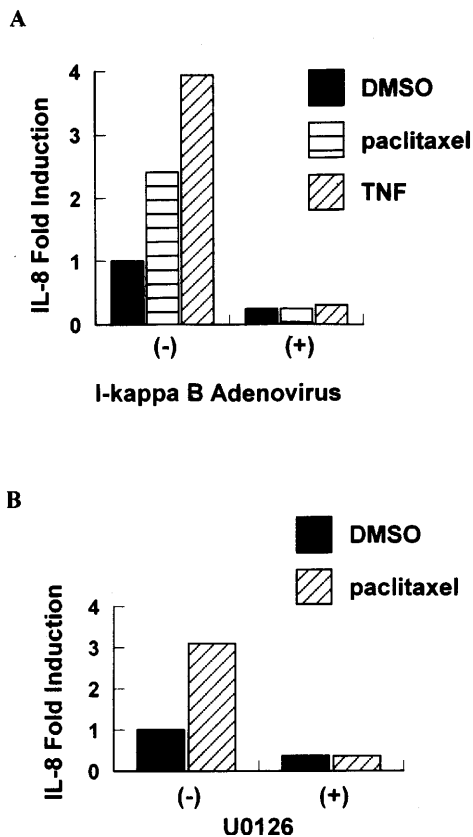 A
IL-8 Fold Induction
4
3
2
1
0
DMSO
paclitaxel
TNF
(-) (+)
I-kappa B Adenovirus
B
IL-8 Fold Induction
4
3
2
1
0
DMSO
paclitaxel
(-) (+)
U0126